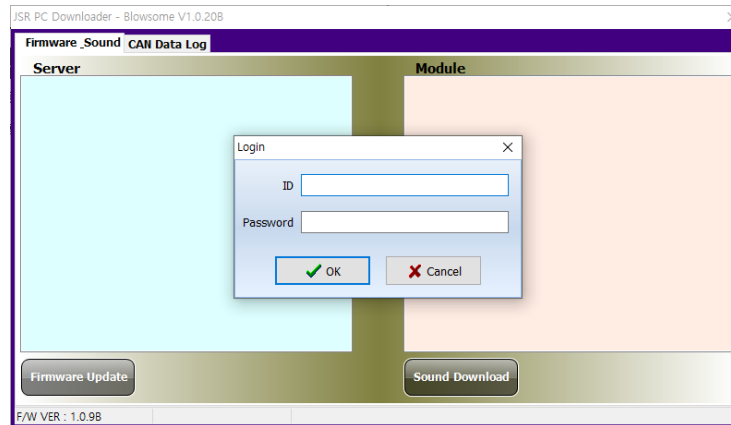 JSR PC Downloader - Blowsome V1.0.20B
Firmware_Sound CAN Data Log
Server Module
Login
ID
Password
OK Cancel
Firmware Update Sound Download
F/W VER : 1.0.9B